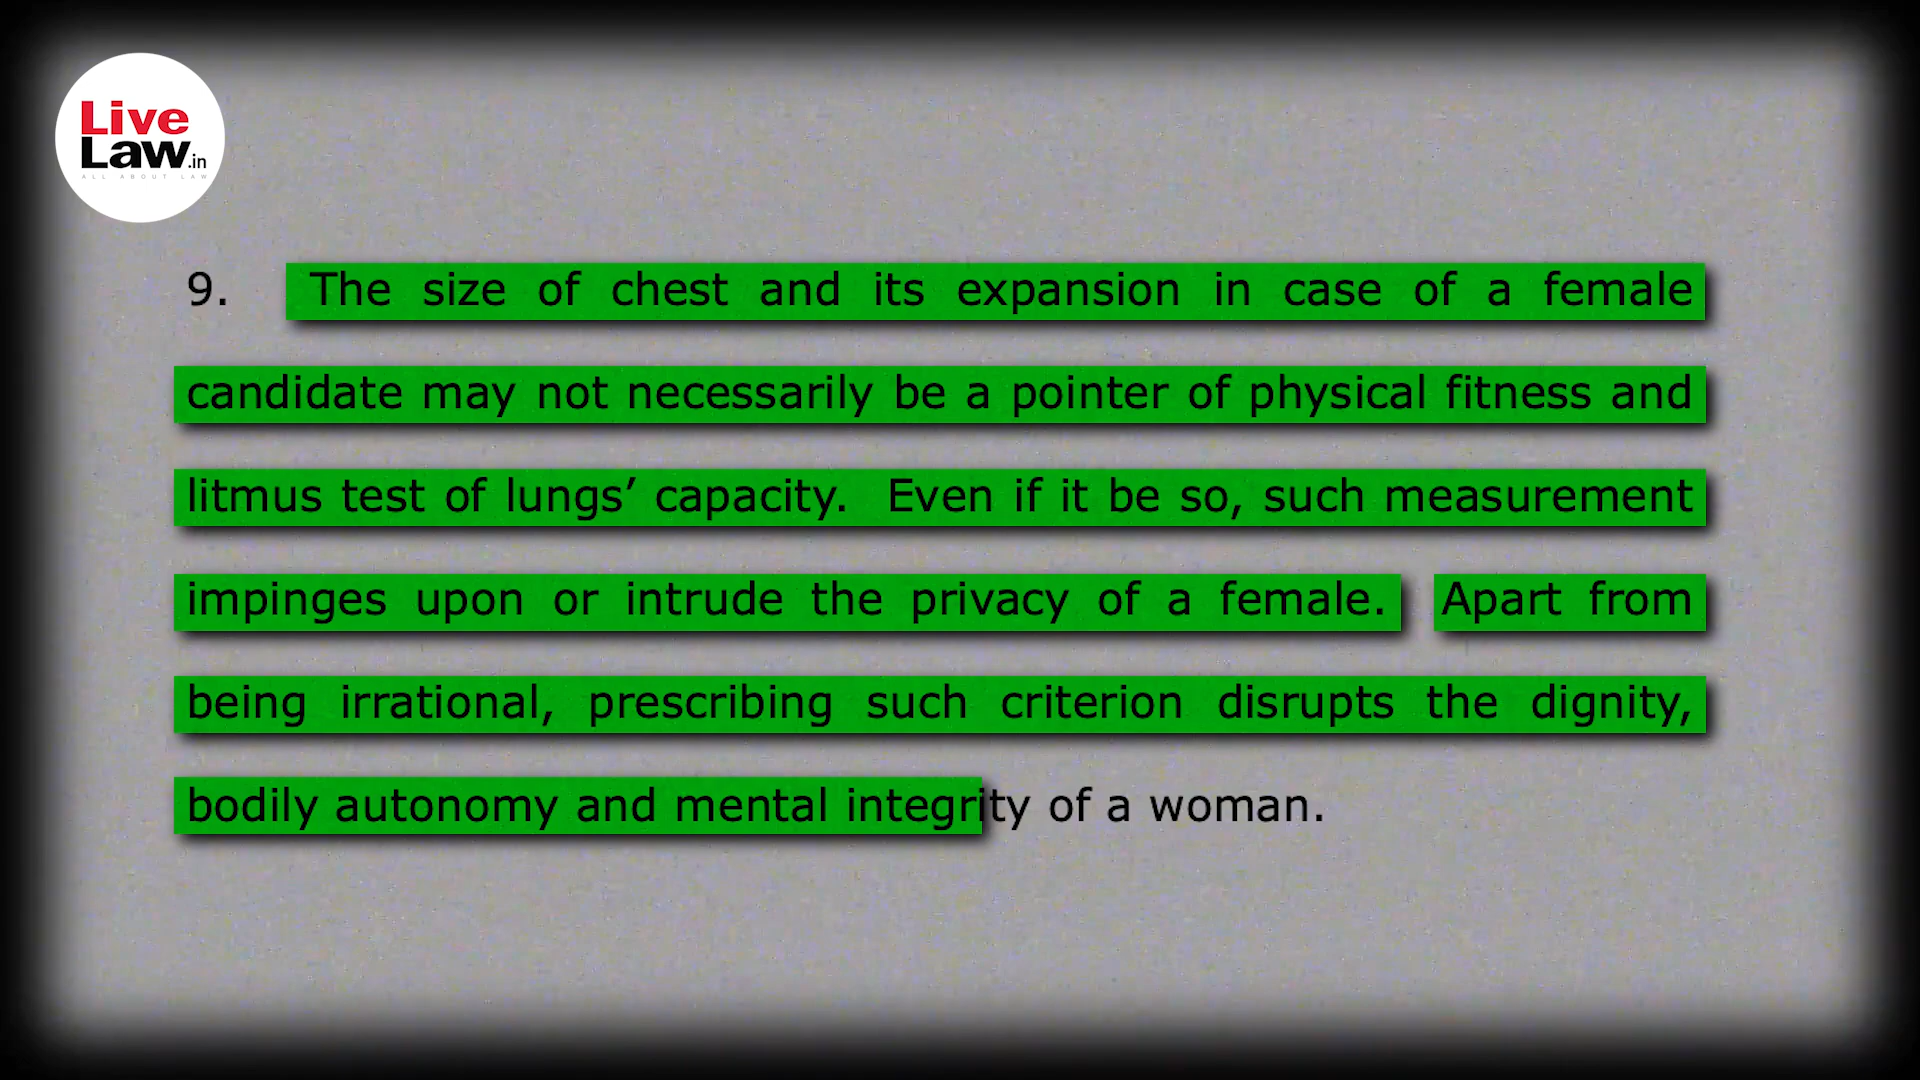 Live
Law.in
ALL ABOUT LAW
9. The size of chest and its expansion in case of a female
candidate may not necessarily be a pointer of physical fitness and
litmus test of lungs’ capacity. Even if it be so, such measurement
impinges upon or intrude the privacy of a female. Apart from
being irrational, prescribing such criterion disrupts the dignity,
bodily autonomy and mental integrity of a woman.